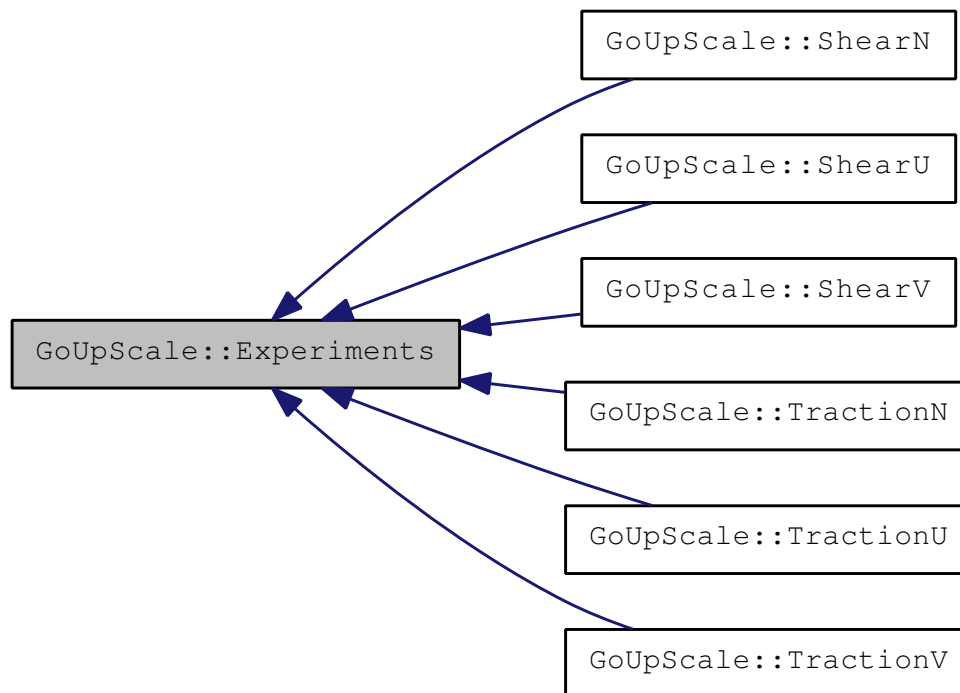 GoUpScale::ShearN
GoUpScale::ShearU
GoUpScale::ShearV
GoUpScale::Experiments
GoUpScale::TractionN
GoUpScale::TractionU
GoUpScale::TractionV